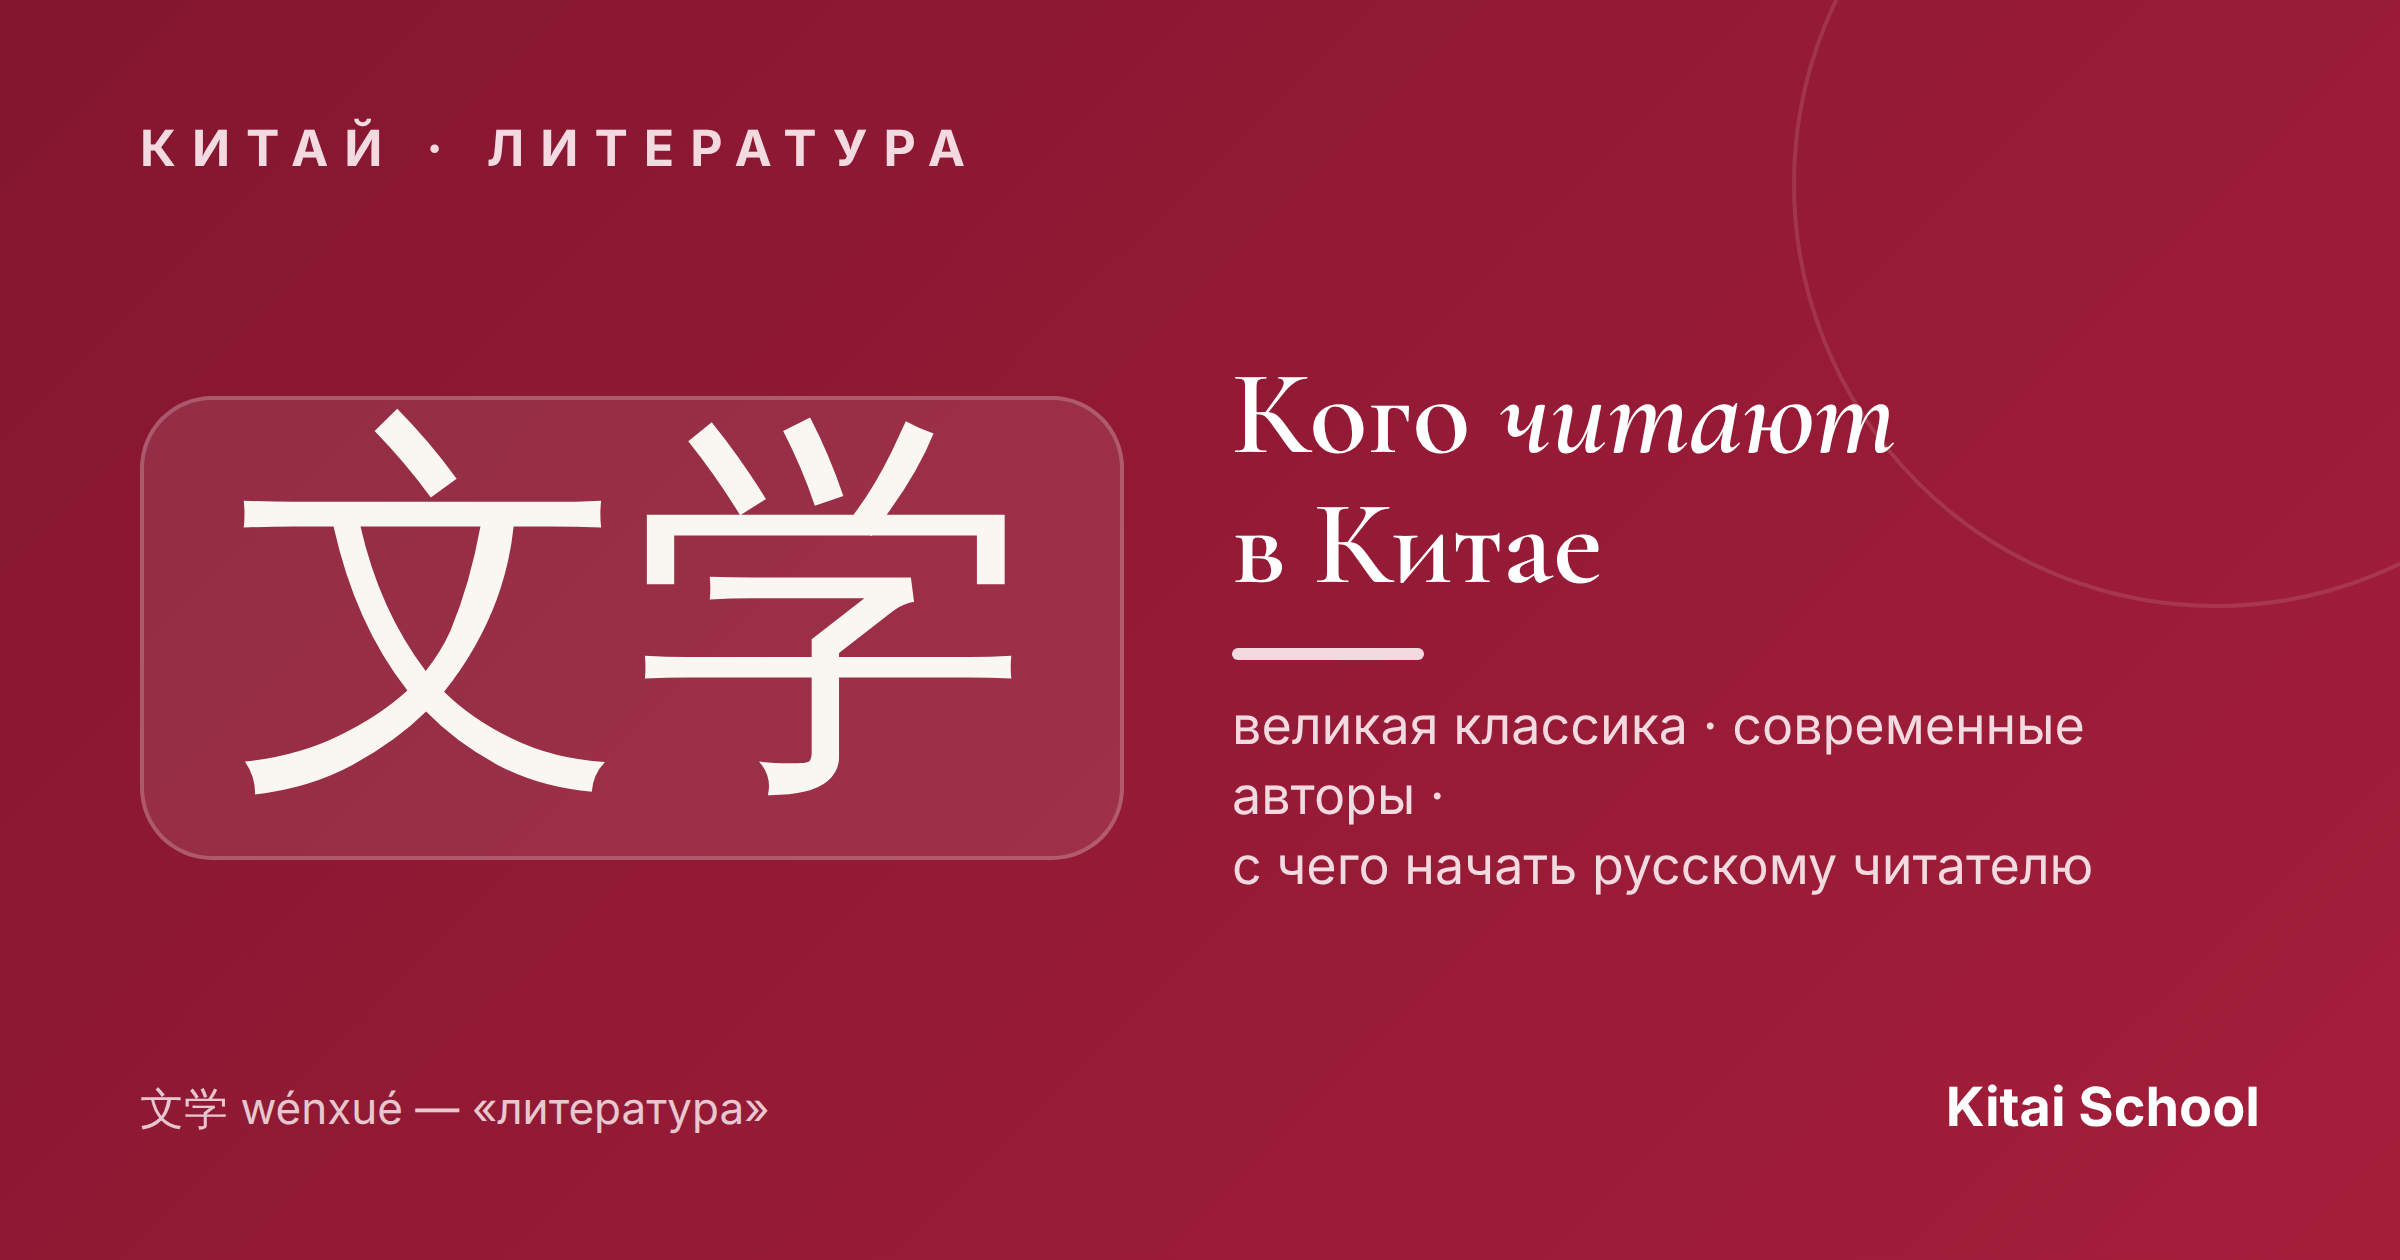 КИТАЙ · ЛИТЕРАТУРА
文学
Кого читают
в Китае
великая классика · современные
авторы ·
с чего начать русскому читателю
文学 wénxué — «литература»
Kitai School